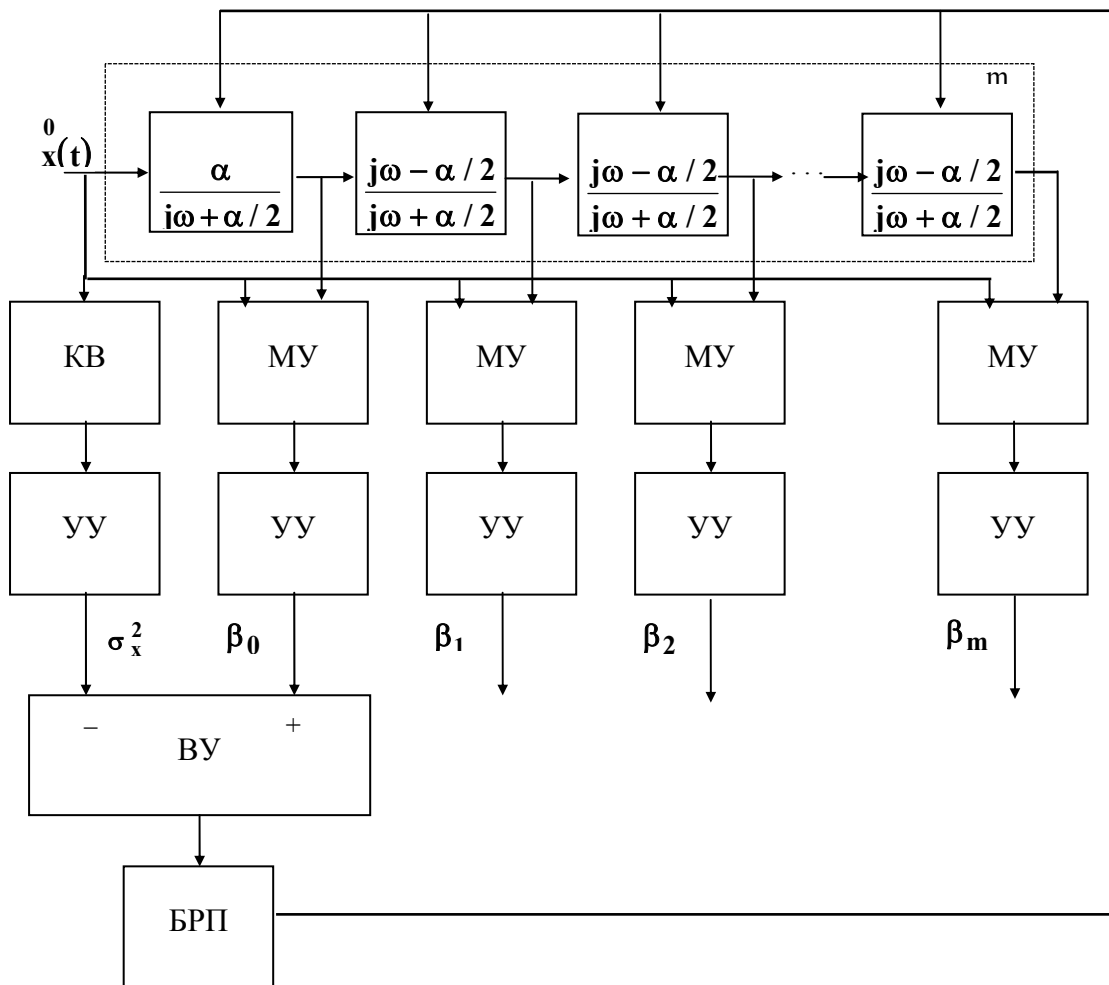 m
0
x(t)
α
jω + α / 2
jω − α / 2
jω + α / 2
jω − α / 2
jω + α / 2
. . .
jω − α / 2
jω + α / 2
КВ
МУ
МУ
МУ
МУ
УУ
УУ
УУ
УУ
УУ
σ²ₓ
β₀
β₁
β₂
βₘ
– +
ВУ
БРП